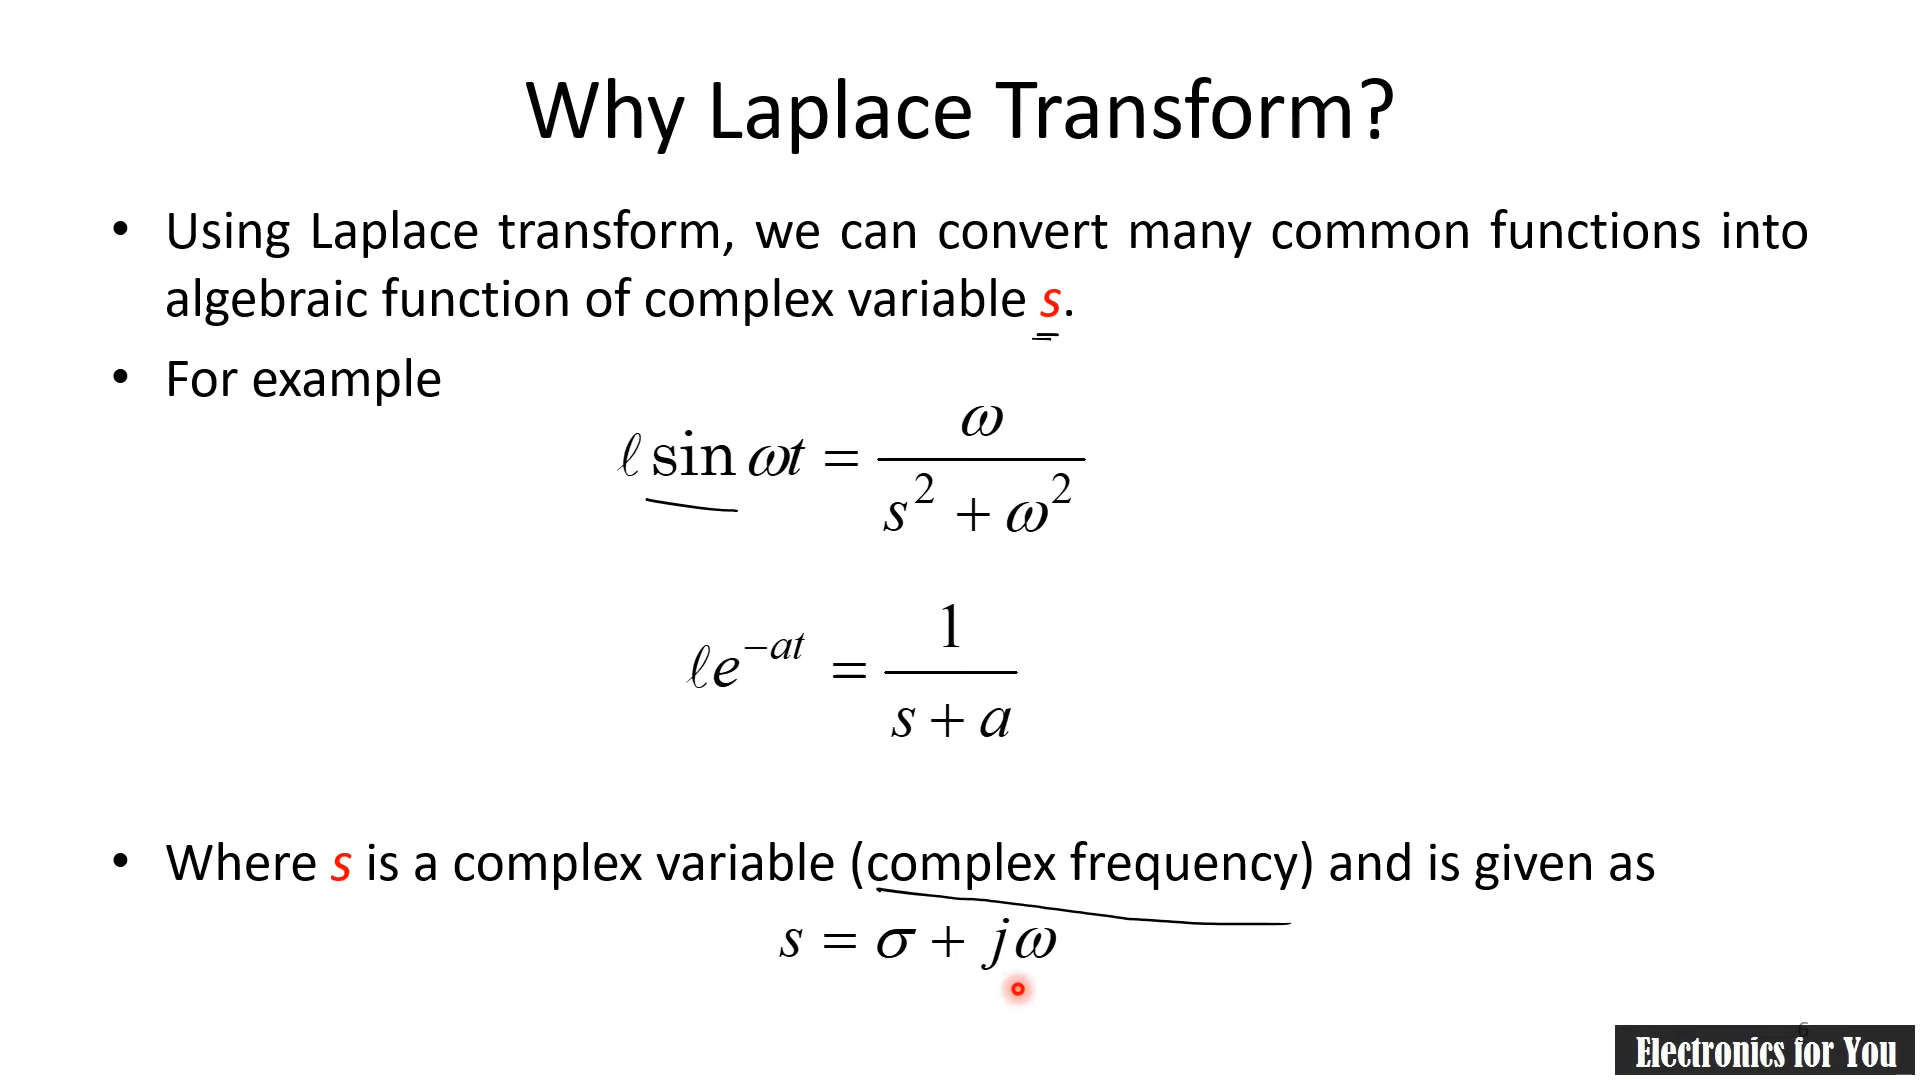 Why Laplace Transform?
• Using Laplace transform, we can convert many common functions into
algebraic function of complex variable s.
• For example
ℓ sin ωt = ω / (s² + ω²)
ℓe^(−at) = 1 / (s + a)
• Where s is a complex variable (complex frequency) and is given as
s = σ + jω
6
Electronics for You